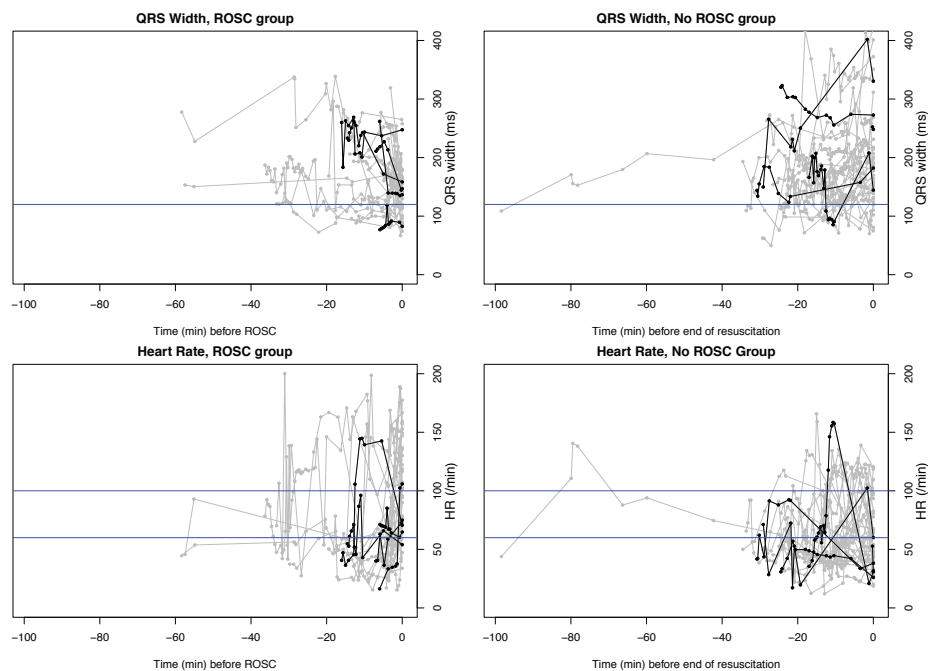 QRS Width, ROSC group
QRS Width, No ROSC group
0 100 200 300 400
QRS width (ms)
0 100 200 300 400
QRS width (ms)
−100 −80 −60 −40 −20 0
−100 −80 −60 −40 −20 0
Time (min) before ROSC
Time (min) before end of resuscitation
Heart Rate, ROSC group
Heart Rate, No ROSC Group
0 50 100 150 200
HR (/min)
0 50 100 150 200
HR (/min)
−100 −80 −60 −40 −20 0
−100 −80 −60 −40 −20 0
Time (min) before ROSC
Time (min) before end of resuscitation